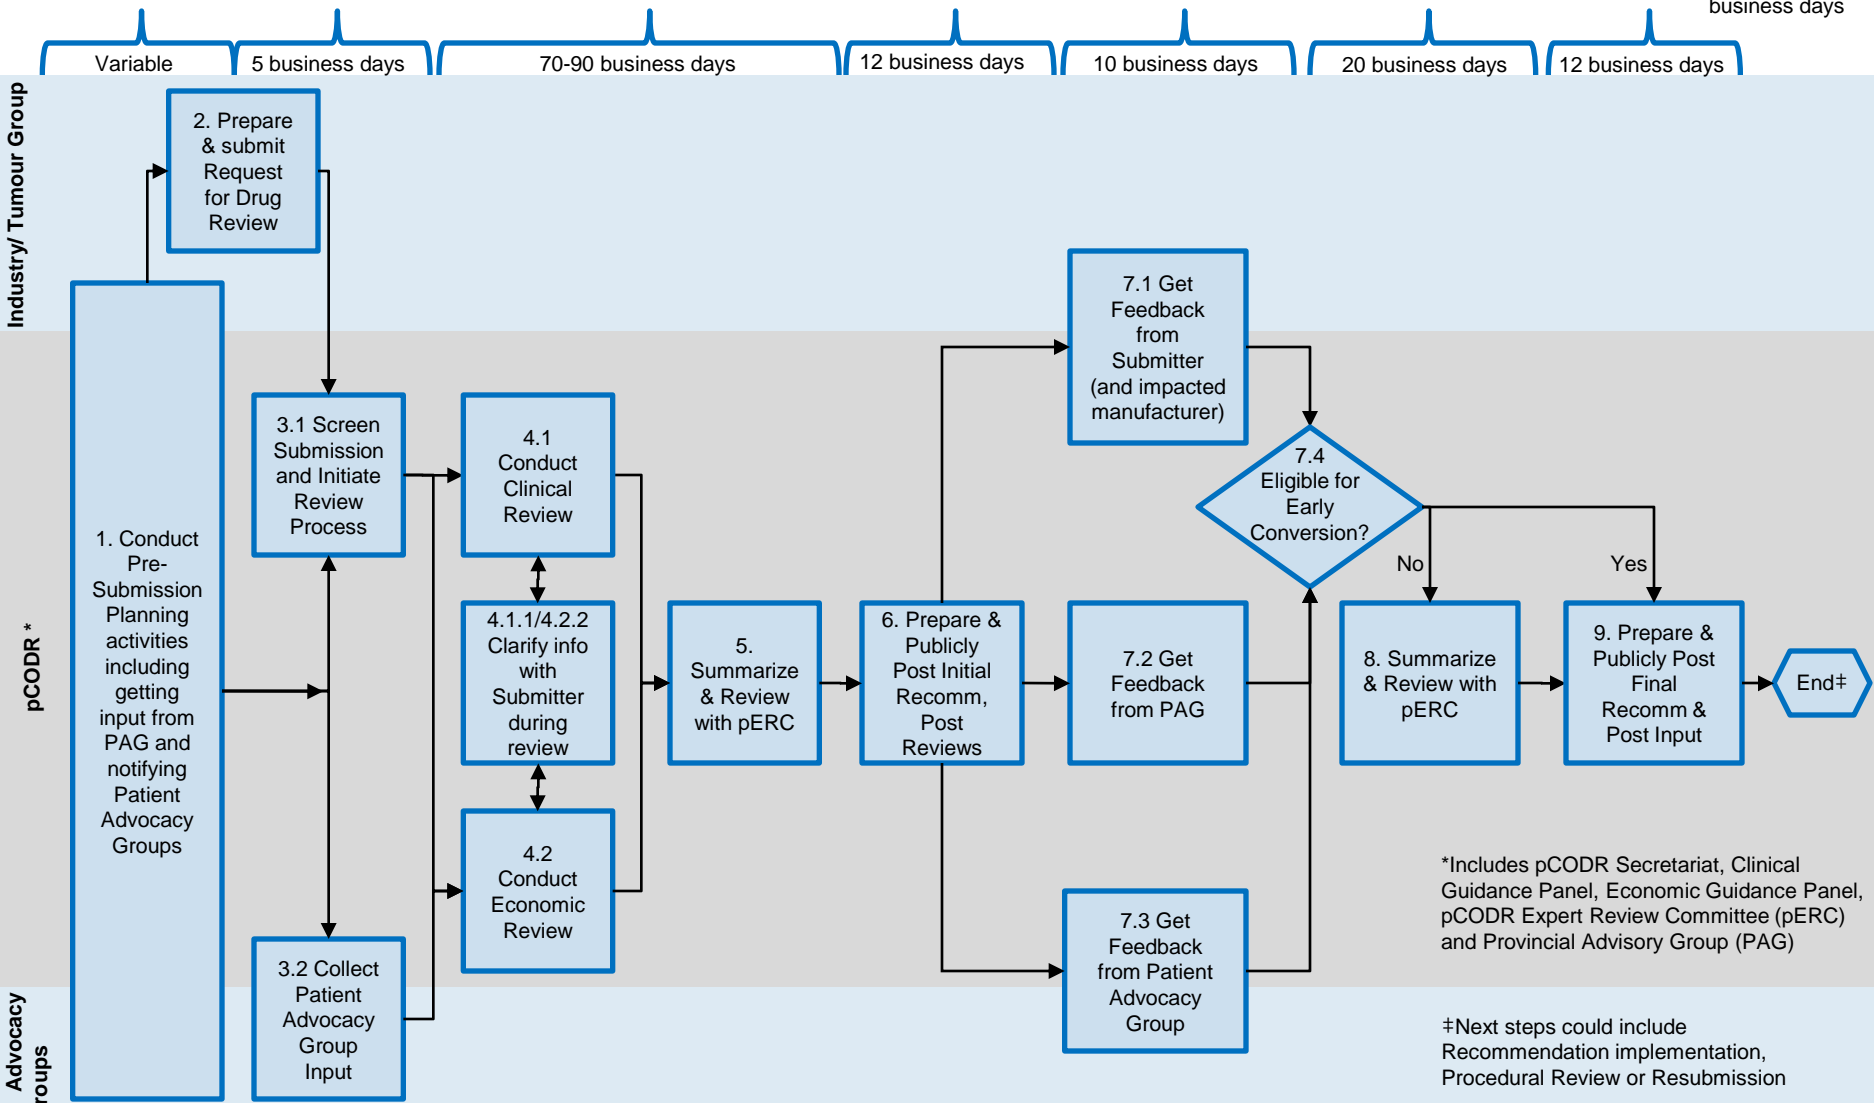 business days
Variable
5 business days
70-90 business days
12 business days
10 business days
20 business days
12 business days
Industry/ Tumour Group
2. Prepare
& submit
Request
for Drug
Review
pCODR *
1. Conduct
Pre-
Submission
Planning
activities
including
getting
input from
PAG and
notifying
Patient
Advocacy
Groups
3.1 Screen
Submission
and Initiate
Review
Process
4.1
Conduct
Clinical
Review
4.1.1/4.2.2
Clarify info
with
Submitter
during
review
4.2
Conduct
Economic
Review
5.
Summarize
& Review
with pERC
6. Prepare &
Publicly
Post Initial
Recomm,
Post
Reviews
7.1 Get
Feedback
from
Submitter
(and impacted
manufacturer)
7.2 Get
Feedback
from PAG
7.3 Get
Feedback
from Patient
Advocacy
Group
7.4
Eligible for
Early
Conversion?
No
Yes
8. Summarize
& Review with
pERC
9. Prepare &
Publicly Post
Final
Recomm &
Post Input
End‡
*Includes pCODR Secretariat, Clinical
Guidance Panel, Economic Guidance Panel,
pCODR Expert Review Committee (pERC)
and Provincial Advisory Group (PAG)
Advocacy
roups
3.2 Collect
Patient
Advocacy
Group
Input
‡Next steps could include
Recommendation implementation,
Procedural Review or Resubmission